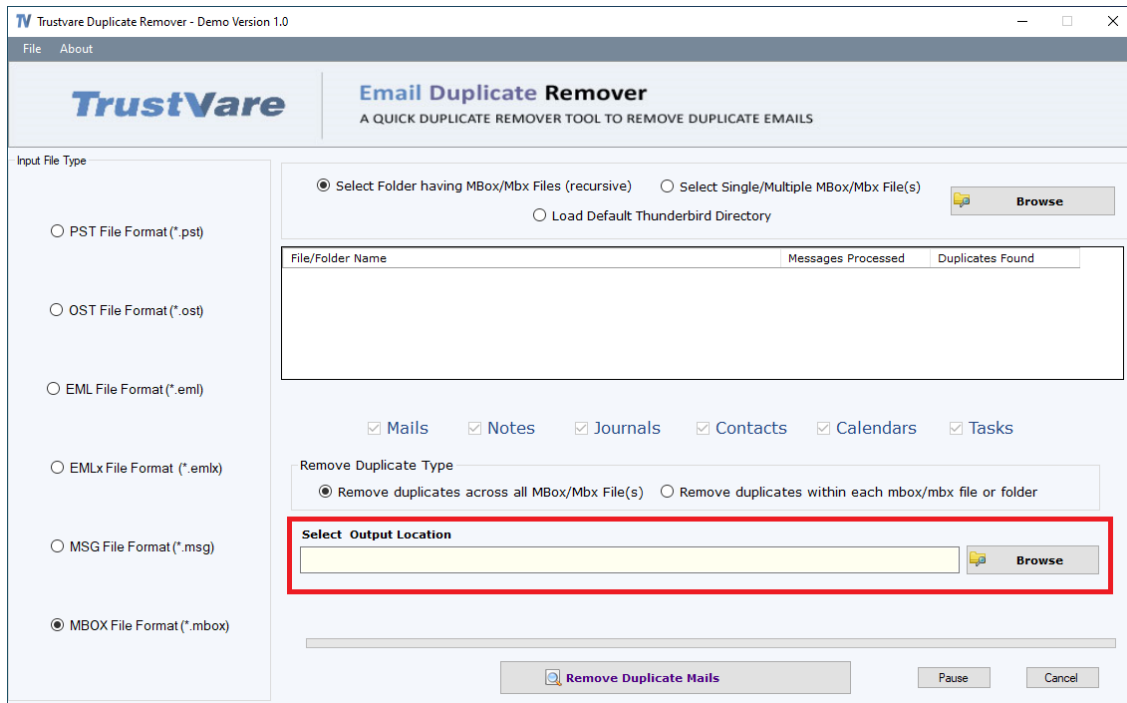 TV Trustvare Duplicate Remover - Demo Version 1.0
File About
TrustVare
Email Duplicate Remover
A QUICK DUPLICATE REMOVER TOOL TO REMOVE DUPLICATE EMAILS
Input File Type
PST File Format (*.pst)
OST File Format (*.ost)
EML File Format (*.eml)
EMLx File Format (*.emlx)
MSG File Format (*.msg)
MBOX File Format (*.mbox)
Select Folder having MBox/Mbx Files (recursive) Select Single/Multiple MBox/Mbx File(s)
Load Default Thunderbird Directory
Browse
File/Folder Name Messages Processed Duplicates Found
Mails Notes Journals Contacts Calendars Tasks
Remove Duplicate Type
Remove duplicates across all MBox/Mbx File(s) Remove duplicates within each mbox/mbx file or folder
Select Output Location
Browse
Remove Duplicate Mails Pause Cancel